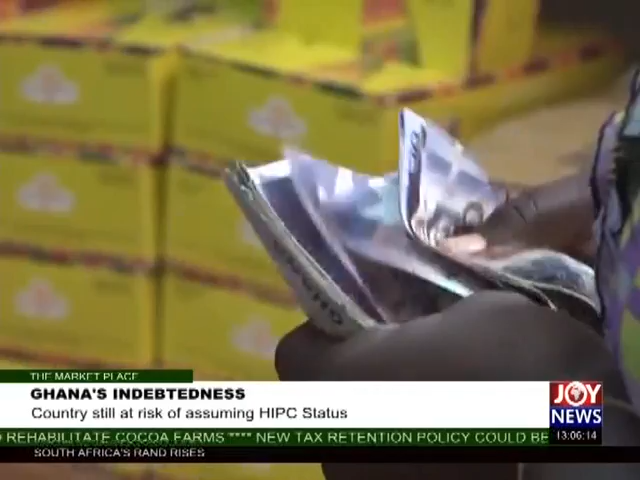 THE MARKET PLACE
GHANA'S INDEBTEDNESS
Country still at risk of assuming HIPC Status
JOY
NEWS
13:06:14
REHABILITATE COCOA FARMS **** NEW TAX RETENTION POLICY COULD BE
SOUTH AFRICA'S RAND RISES